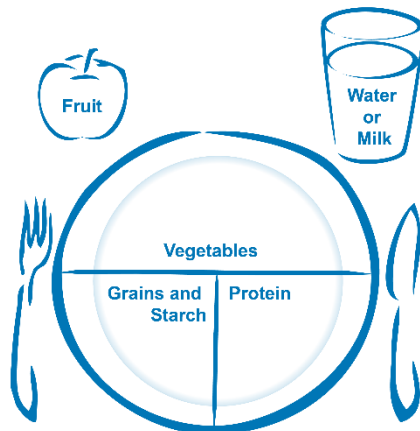 Fruit
Water
or
Milk
Vegetables
Grains and
Starch
Protein